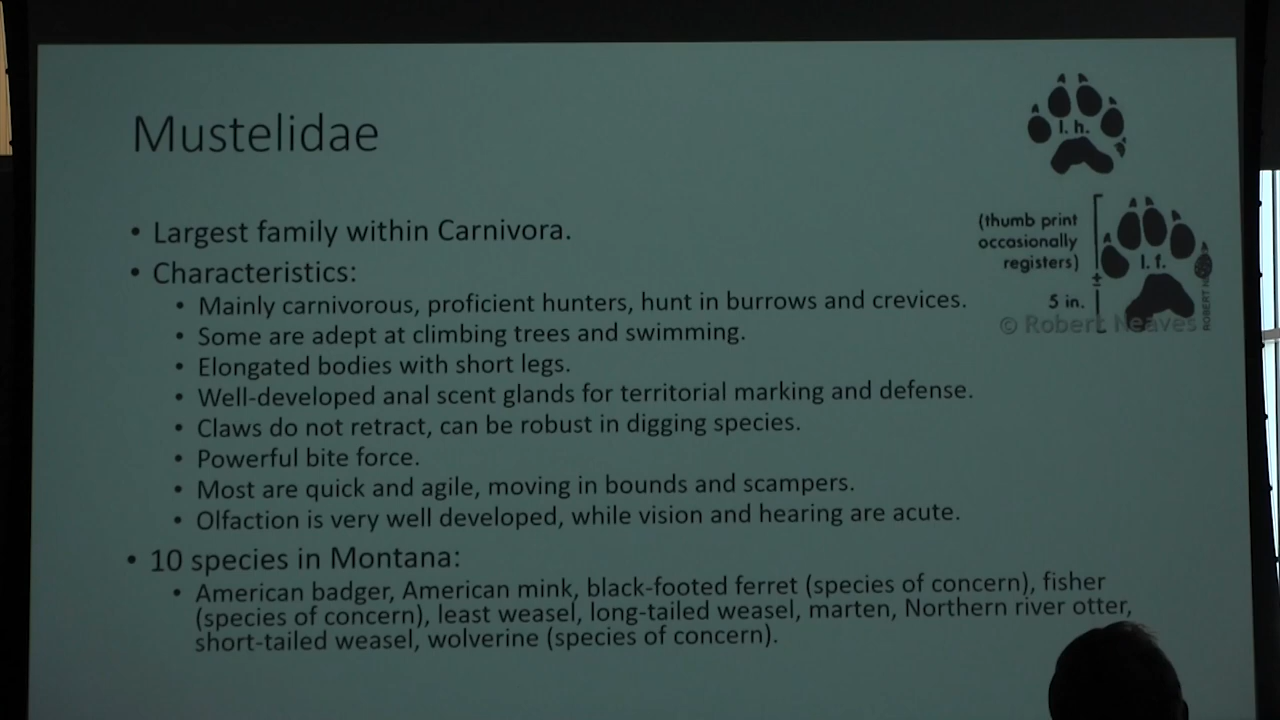 Mustelidae
• Largest family within Carnivora.
• Characteristics:
• Mainly carnivorous, proficient hunters, hunt in burrows and crevices.
• Some are adept at climbing trees and swimming.
• Elongated bodies with short legs.
• Well-developed anal scent glands for territorial marking and defense.
• Claws do not retract, can be robust in digging species.
• Powerful bite force.
• Most are quick and agile, moving in bounds and scampers.
• Olfaction is very well developed, while vision and hearing are acute.
• 10 species in Montana:
• American badger, American mink, black-footed ferret (species of concern), fisher
(species of concern), least weasel, long-tailed weasel, marten, Northern river otter,
short-tailed weasel, wolverine (species of concern).
l. h.
(thumb print
occasionally
registers)
l. f.
±
5 in.
© Robert Neaves
ROBERT